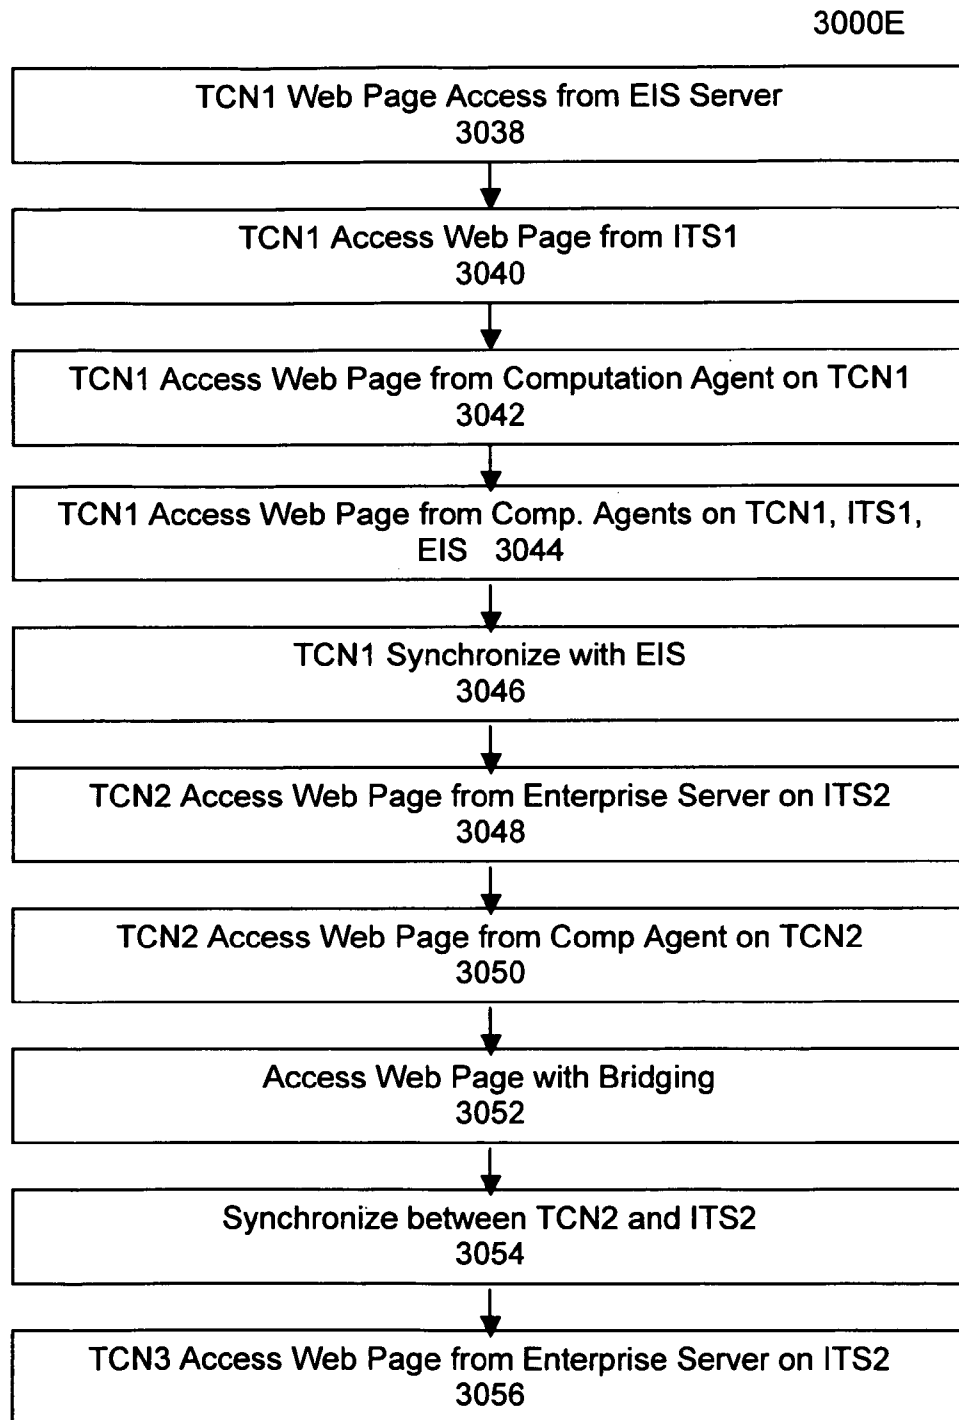 3000E
TCN1 Web Page Access from EIS Server
3038
TCN1 Access Web Page from ITS1
3040
TCN1 Access Web Page from Computation Agent on TCN1
3042
TCN1 Access Web Page from Comp. Agents on TCN1, ITS1,
EIS 3044
TCN1 Synchronize with EIS
3046
TCN2 Access Web Page from Enterprise Server on ITS2
3048
TCN2 Access Web Page from Comp Agent on TCN2
3050
Access Web Page with Bridging
3052
Synchronize between TCN2 and ITS2
3054
TCN3 Access Web Page from Enterprise Server on ITS2
3056